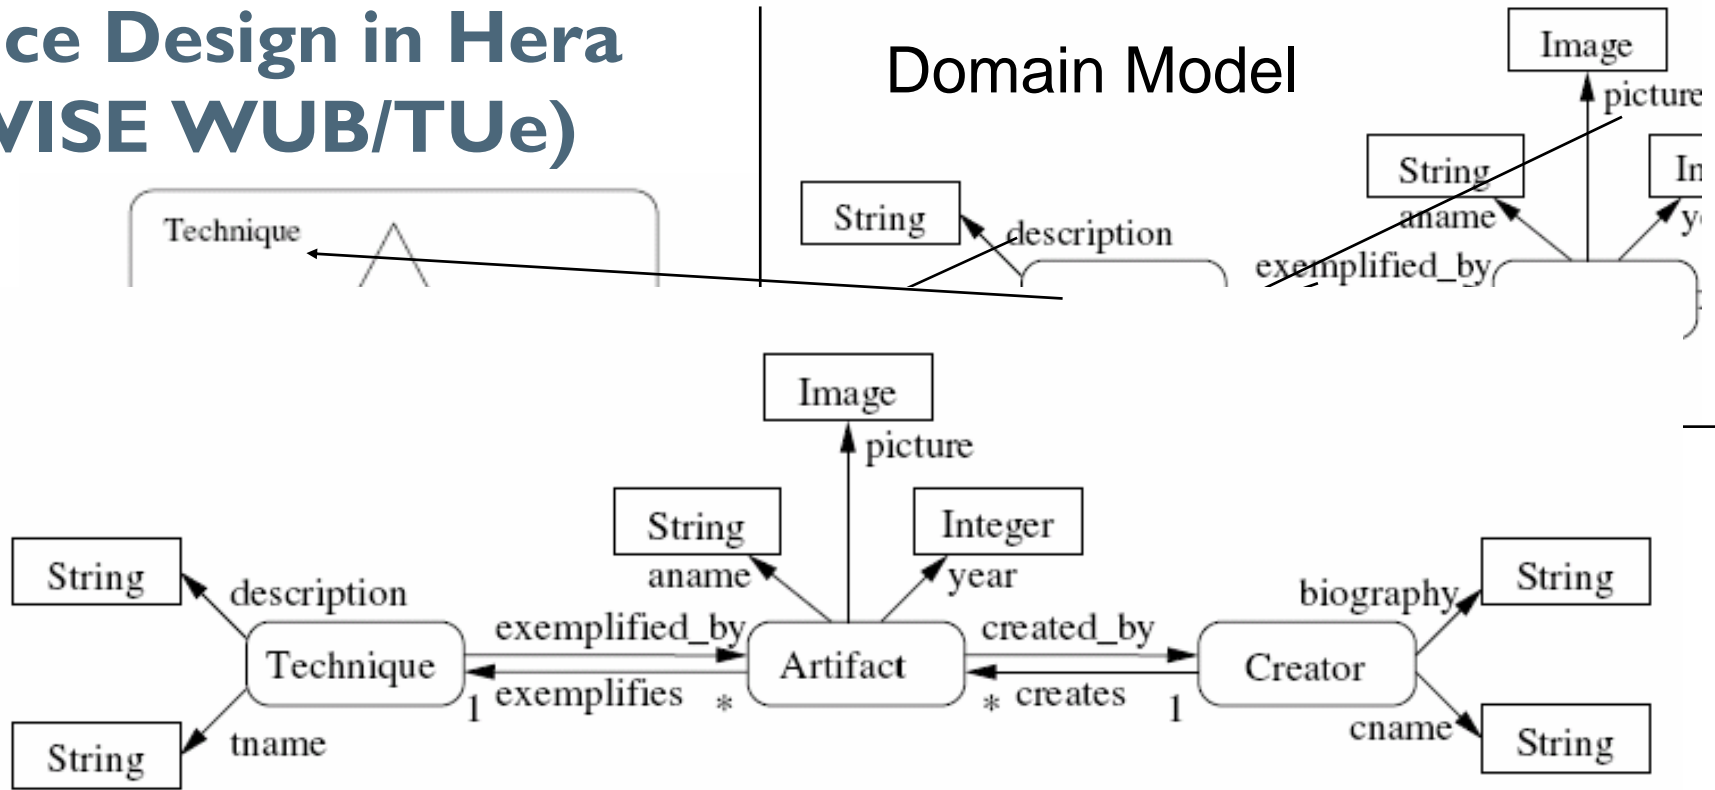 ce Design in Hera
WISE WUB/TUe)
Domain Model
Image
picture
String
aname
String
description
exemplified_by
Technique
Image
picture
String
Integer
aname
year
String
String
description
biography
exemplified_by
created_by
Technique
Artifact
Creator
1 exemplifies *
* creates 1
tname
cname
String
String